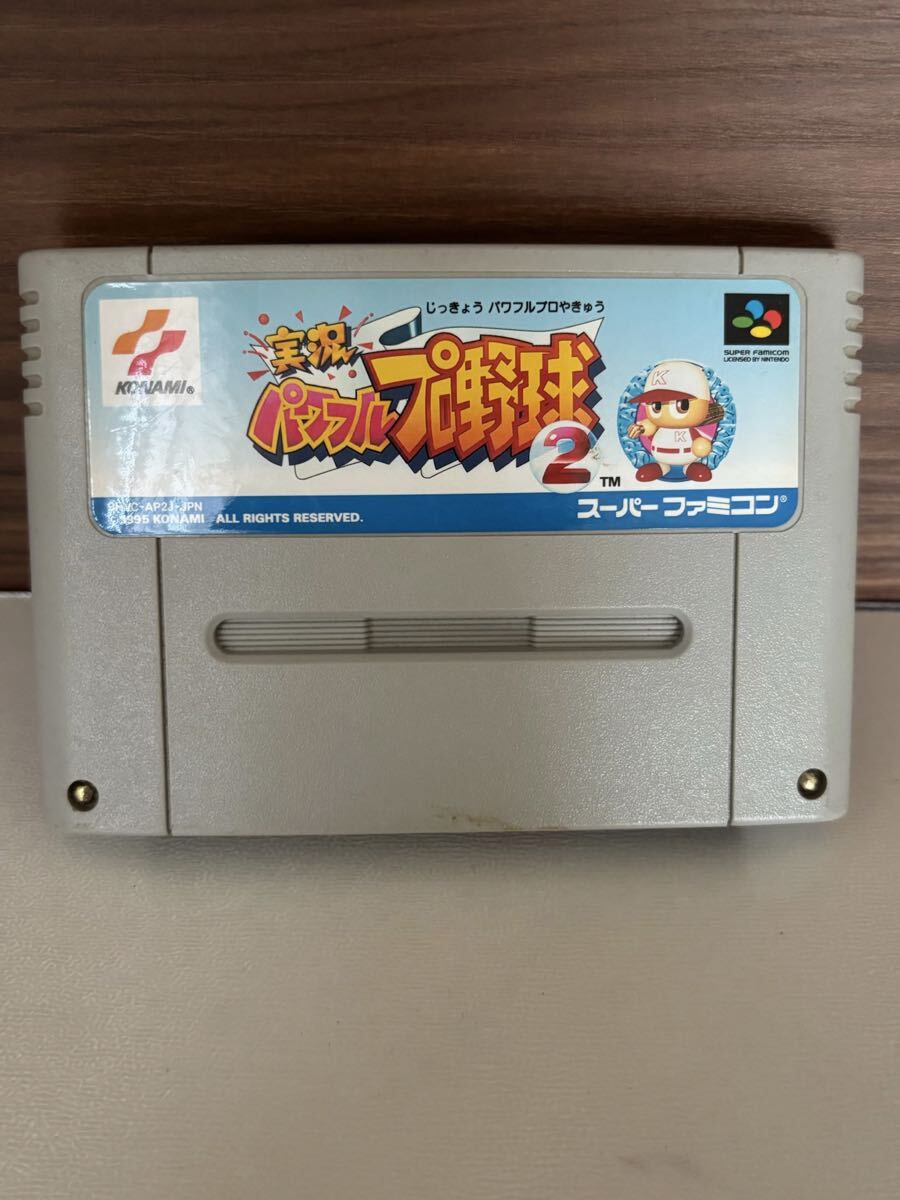 じっきょう パワフルプロやきゅう
KONAMI®
実況
パワフル プロ野球 2 TM
K
K
SUPER FAMICOM
LICENSED BY NINTENDO
SHVC-AP2J-JPN
©1995 KONAMI ALL RIGHTS RESERVED.
スーパーファミコン®